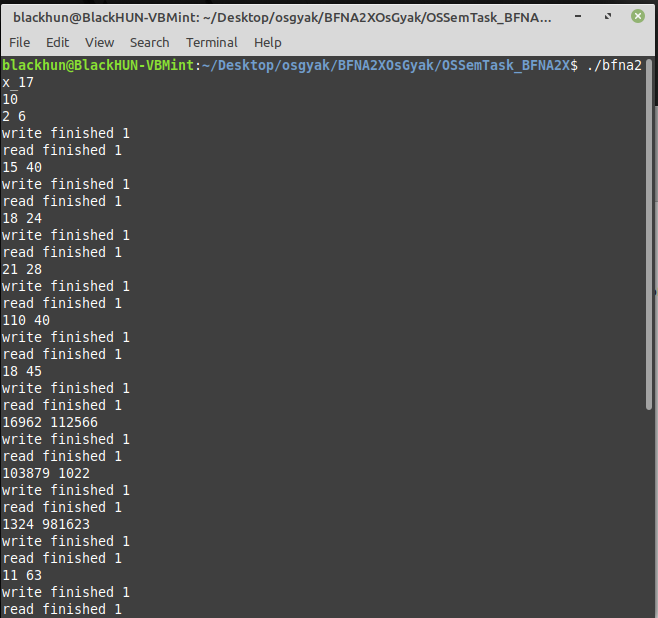 blackhun@BlackHUN-VBMint: ~/Desktop/osgyak/BFNA2XOsGyak/OSSemTask_BFNA...
File Edit View Search Terminal Help
blackhun@BlackHUN-VBMint:~/Desktop/osgyak/BFNA2XOsGyak/OSSemTask_BFNA2X$ ./bfna2
x_17
10
2 6
write finished 1
read finished 1
15 40
write finished 1
read finished 1
18 24
write finished 1
read finished 1
21 28
write finished 1
read finished 1
110 40
write finished 1
read finished 1
18 45
write finished 1
read finished 1
16962 112566
write finished 1
read finished 1
103879 1022
write finished 1
read finished 1
1324 981623
write finished 1
read finished 1
11 63
write finished 1
read finished 1